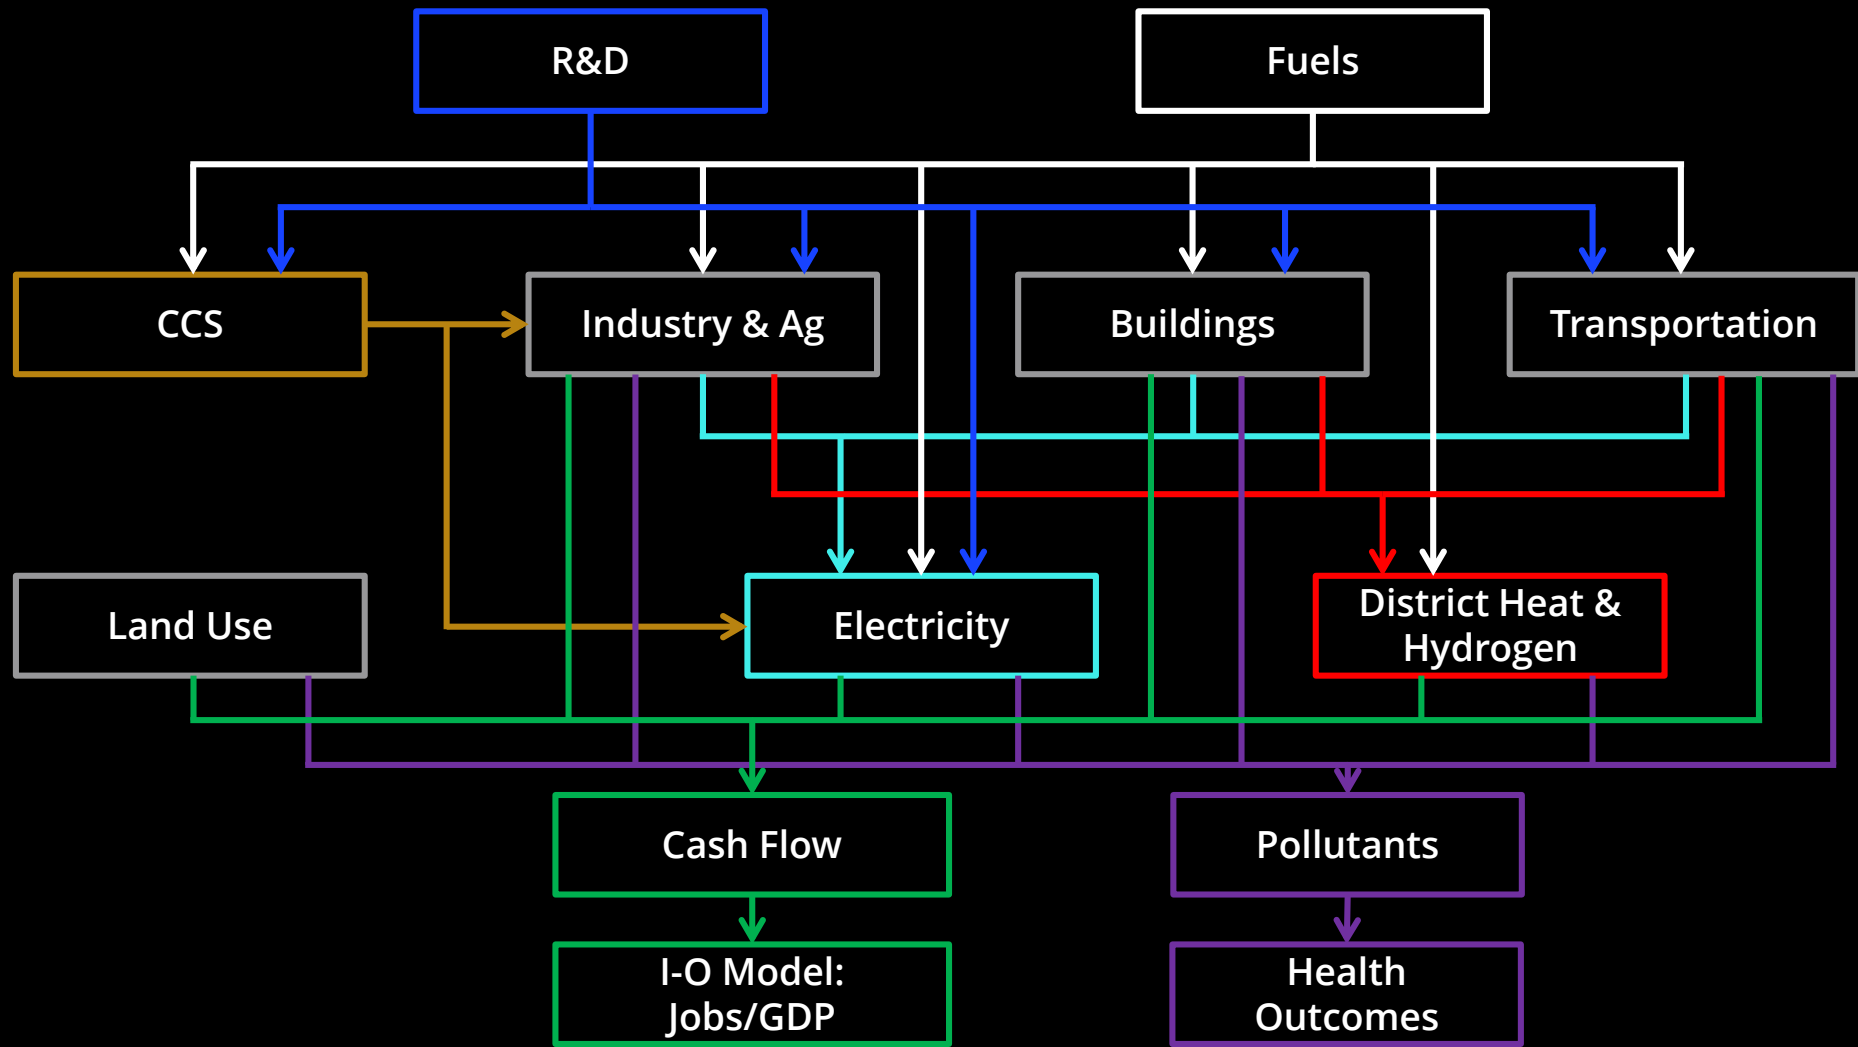 R&D
Fuels
CCS
Industry & Ag
Buildings
Transportation
Land Use
Electricity
District Heat &
Hydrogen
Cash Flow
Pollutants
I-O Model:
Jobs/GDP
Health
Outcomes